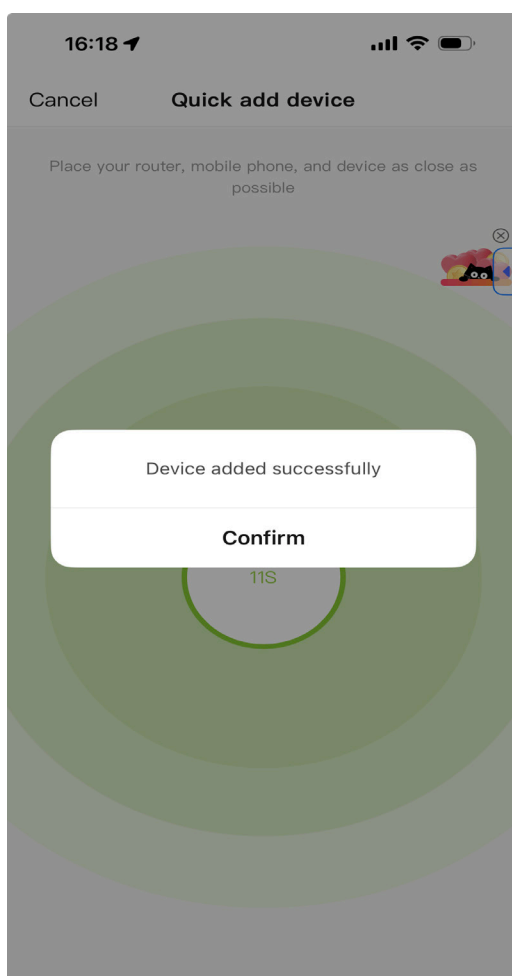 16:18
Cancel
Quick add device
Place your router, mobile phone, and device as close as
possible
Device added successfully
Confirm
11S